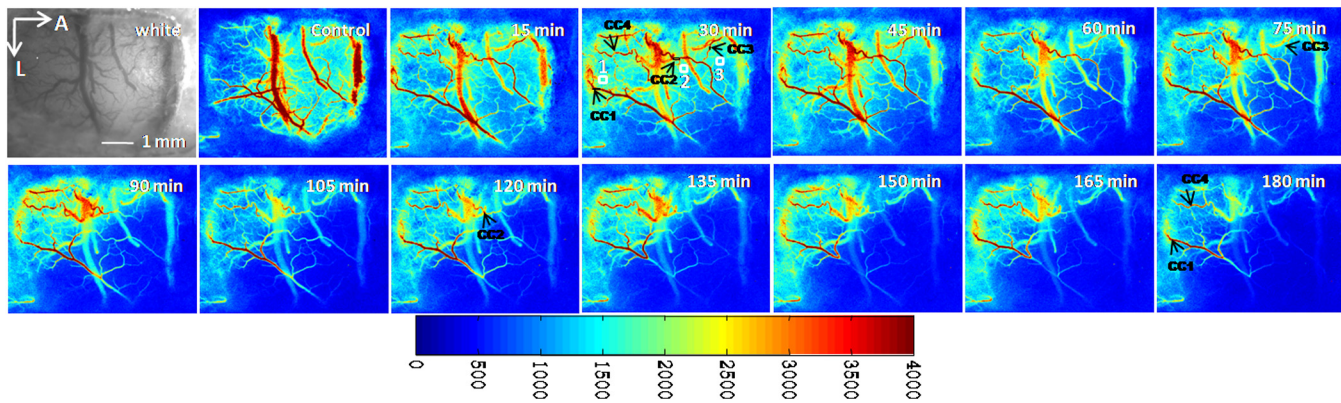 A
L
white
1 mm
Control
15 min
30 min
CC4
CC3
CC2
1
2
3
CC1
45 min
60 min
75 min
CC3
90 min
105 min
120 min
CC2
135 min
150 min
165 min
180 min
CC4
CC1
0
500
1000
1500
2000
2500
3000
3500
4000